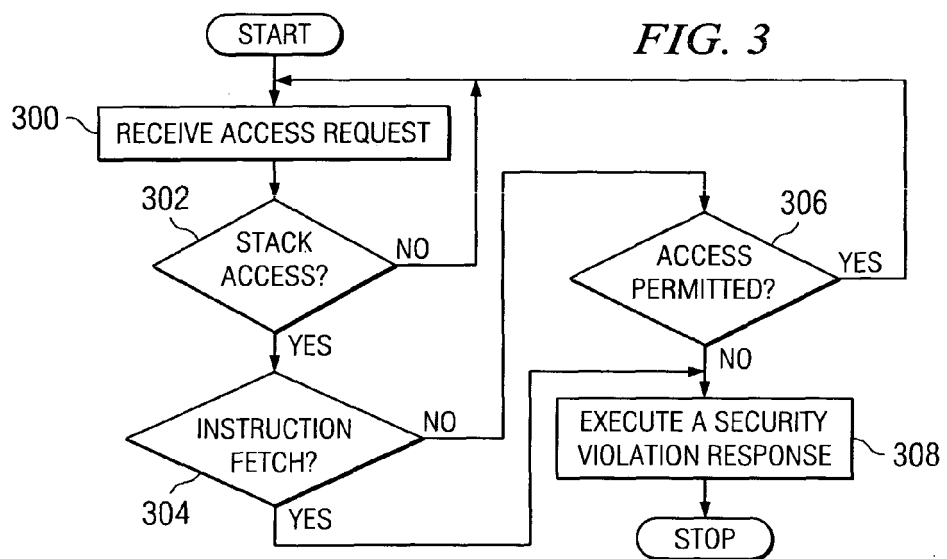 START
FIG. 3
300
RECEIVE ACCESS REQUEST
302
STACK
ACCESS?
NO
YES
306
ACCESS
PERMITTED?
YES
NO
INSTRUCTION
FETCH?
NO
304
YES
EXECUTE A SECURITY
VIOLATION RESPONSE
308
STOP